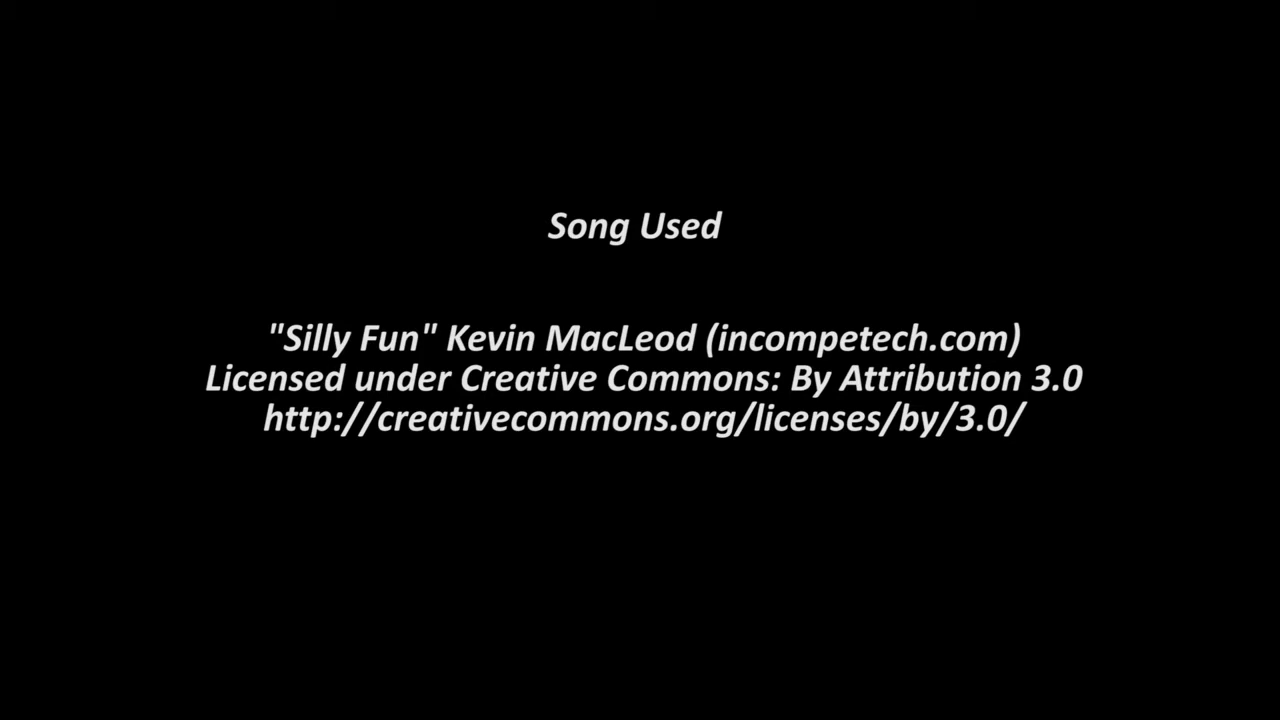 Song Used
"Silly Fun" Kevin MacLeod (incompetech.com)
Licensed under Creative Commons: By Attribution 3.0
http://creativecommons.org/licenses/by/3.0/